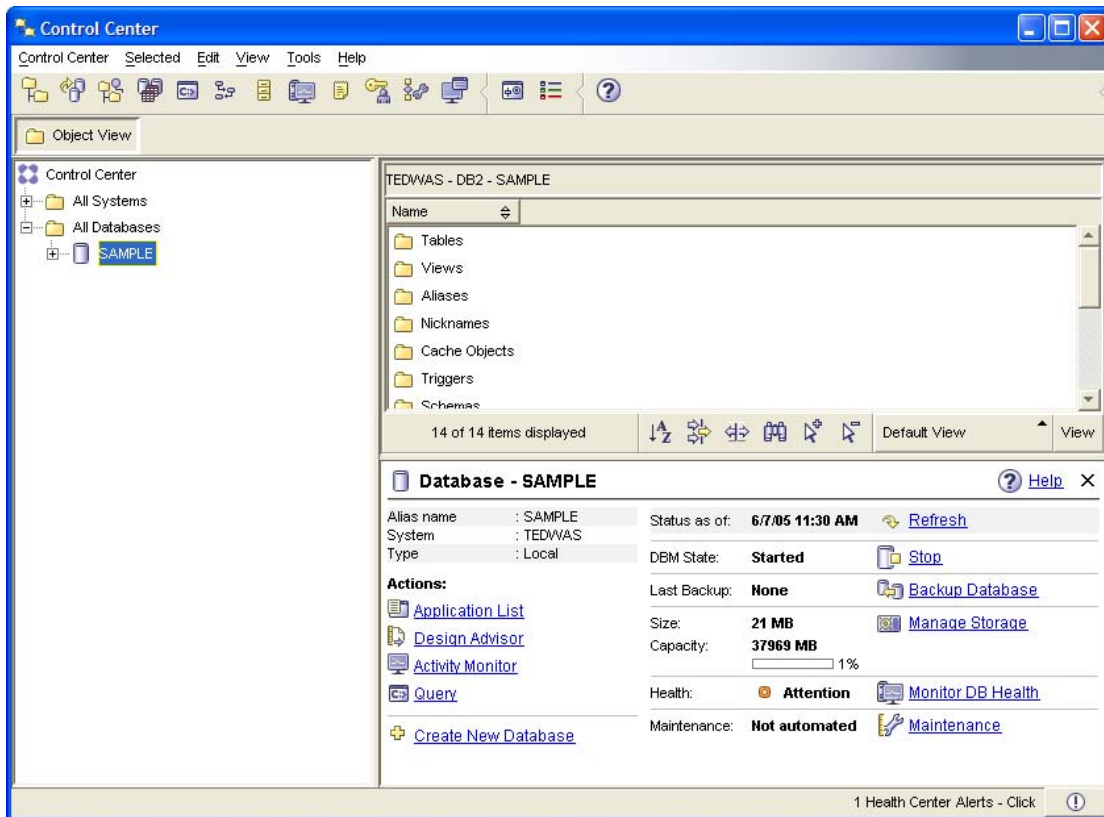 Control Center
Control Center Selected Edit View Tools Help
Object View
Control Center
All Systems
All Databases
SAMPLE
TEDWAS - DB2 - SAMPLE
Name
Tables
Views
Aliases
Nicknames
Cache Objects
Triggers
Schemas
14 of 14 items displayed
Default View
View
Database - SAMPLE
Help
Alias name : SAMPLE
System : TEDWAS
Type : Local
Actions:
Application List
Design Advisor
Activity Monitor
Query
Create New Database
Status as of: 6/7/05 11:30 AM Refresh
DBM State: Started Stop
Last Backup: None Backup Database
Size: 21 MB Manage Storage
Capacity: 37969 MB
1%
Health: Attention Monitor DB Health
Maintenance: Not automated Maintenance
1 Health Center Alerts - Click